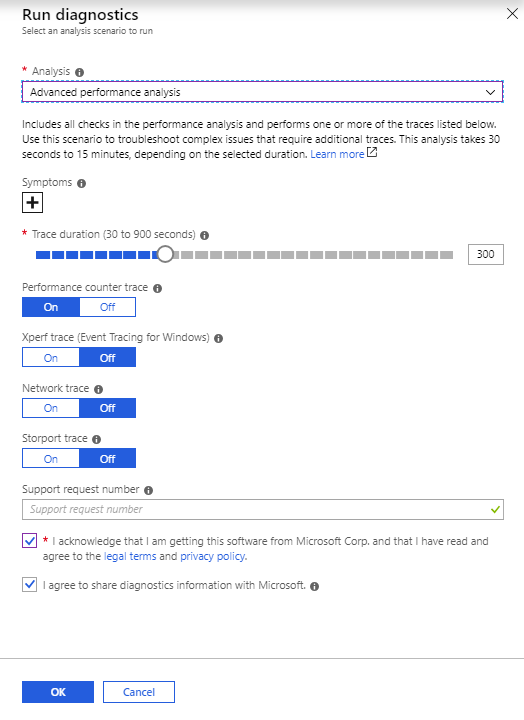 Run diagnostics
Select an analysis scenario to run
* Analysis
Advanced performance analysis
Includes all checks in the performance analysis and performs one or more of the traces listed below.
Use this scenario to troubleshoot complex issues that require additional traces. This analysis takes 30
seconds to 15 minutes, depending on the selected duration. Learn more
Symptoms
* Trace duration (30 to 900 seconds)
300
Performance counter trace
On Off
Xperf trace (Event Tracing for Windows)
On Off
Network trace
On Off
Storport trace
On Off
Support request number
Support request number
* I acknowledge that I am getting this software from Microsoft Corp. and that I have read and
agree to the legal terms and privacy policy.
I agree to share diagnostics information with Microsoft.
OK Cancel